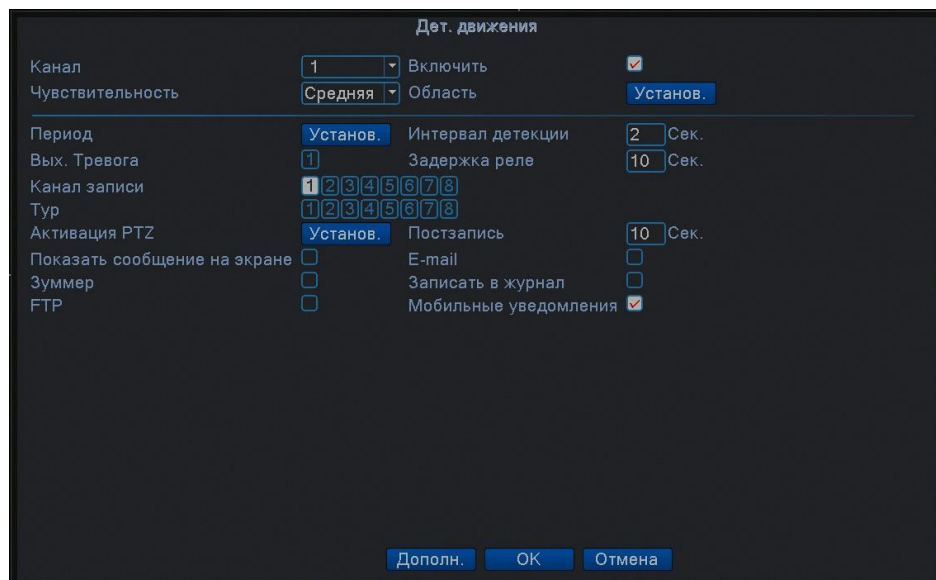 Дет. движения
Канал 1 Включить
Чувствительность Средняя Область Установ.
Период Установ. Интервал детекции 2 Сек.
Вых. Тревога 1 Задержка реле 10 Сек.
Канал записи 1 2 3 4 5 6 7 8
Тур 1 2 3 4 5 6 7 8
Активация PTZ Установ. Постзапись 10 Сек.
Показать сообщение на экране E-mail
Зуммер Записать в журнал
FTP Мобильные уведомления
Дополн. OK Отмена